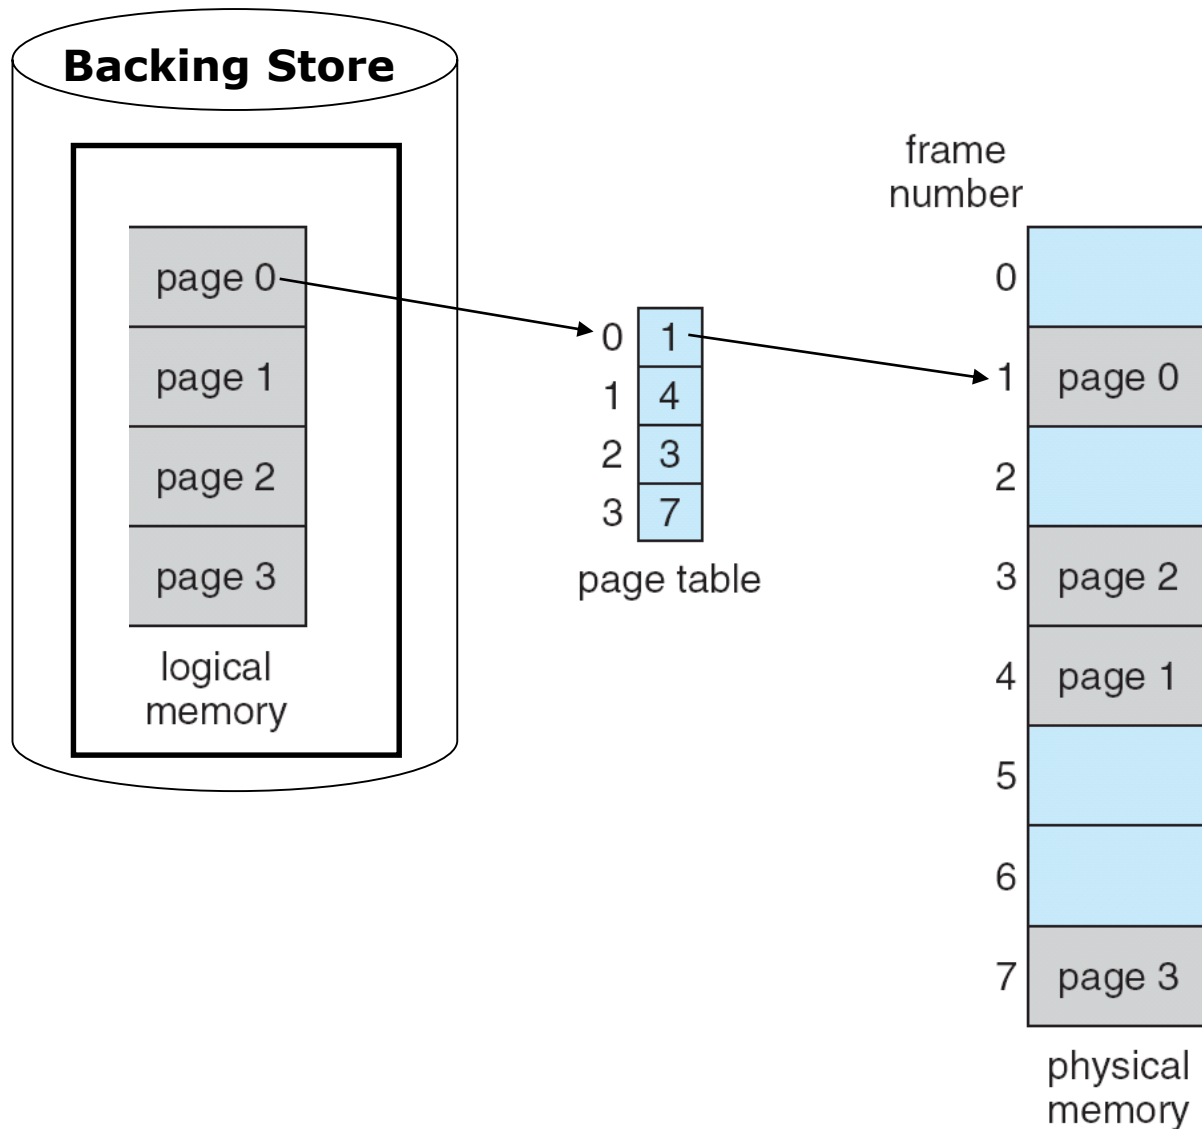 Backing Store
page 0
page 1
page 2
page 3
logical
memory
0 1
1 4
2 3
3 7
page table
frame
number
0
1 page 0
2
3 page 2
4 page 1
5
6
7 page 3
physical
memory